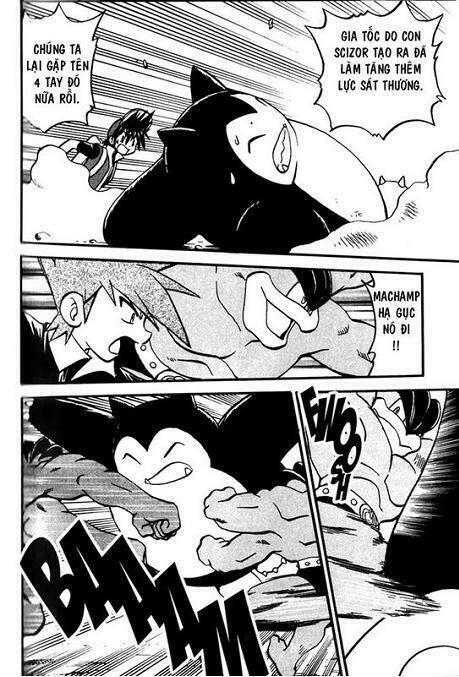 GIA TỐC DO CON
SCIZOR TẠO RA ĐÃ
LÀM TĂNG THÊM
LỰC SÁT THƯƠNG.
CHÚNG TA
LẠI GẶP TÊN
4 TAY ĐÓ
NỮA RỒI.
MACHAMP
HẠ GỤC
NÓ ĐI
!!
FWOOSH
BAAAAM